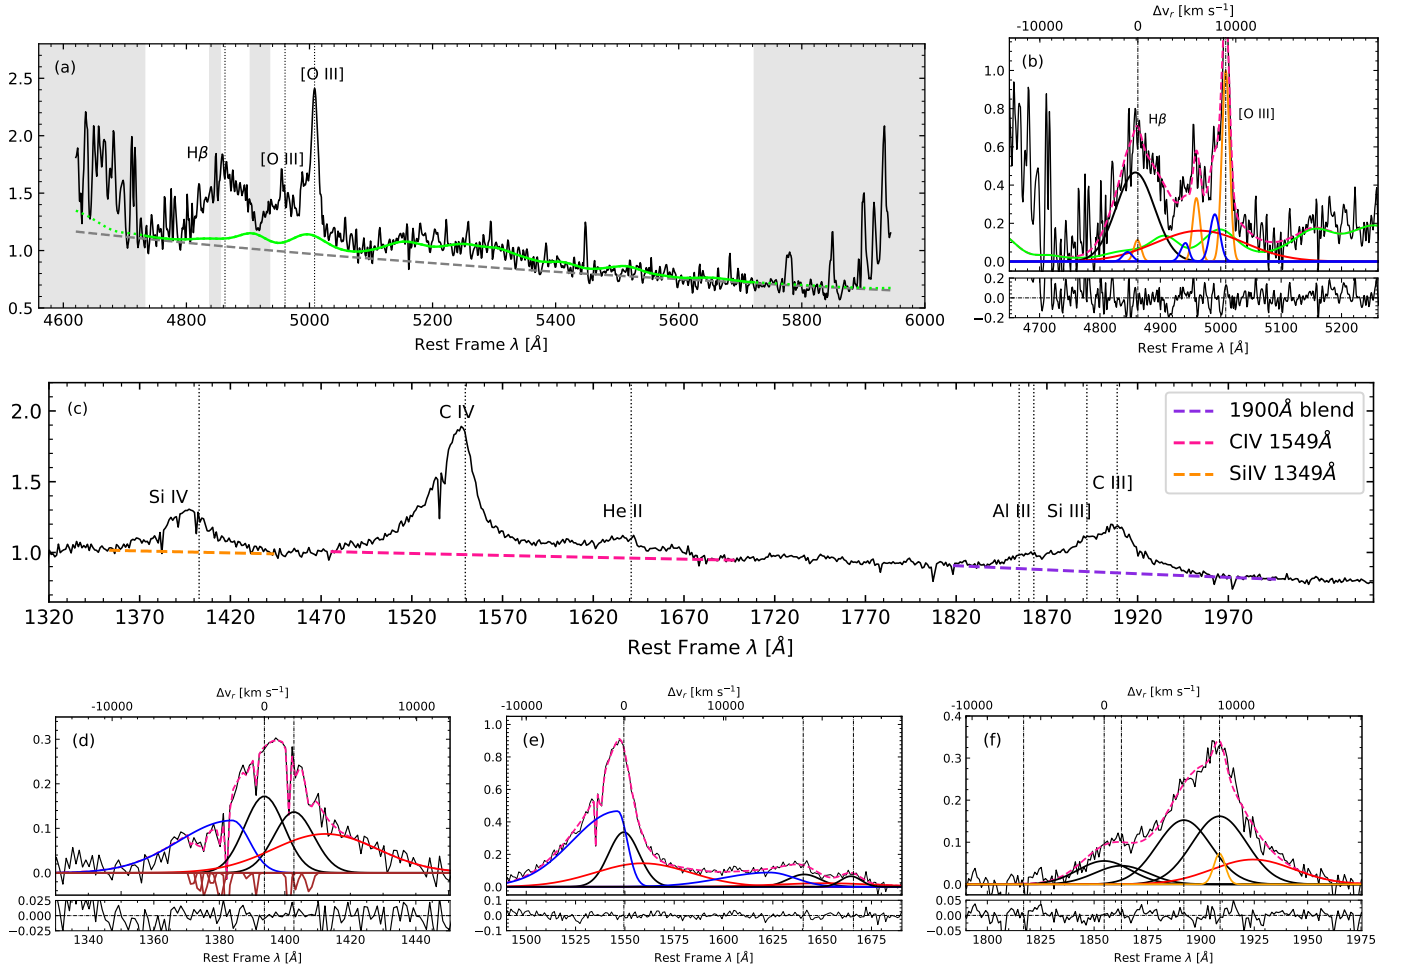 (a)
[O III]
Hβ
[O III]
2.5
2.0
1.5
1.0
0.5
4600 4800 5000 5200 5400 5600 5800 6000
Rest Frame λ [Å]
Δvᵣ [km s⁻¹]
-10000 0 10000
(b)
Hβ
[O III]
1.0
0.8
0.6
0.4
0.2
0.0
0.2
0.0
−0.2
4700 4800 4900 5000 5100 5200
Rest Frame λ [Å]
(c)
C IV
Si IV
He II
Al III
Si III]
C III]
1900Å blend
CIV 1549Å
SiIV 1349Å
2.0
1.5
1.0
1320 1370 1420 1470 1520 1570 1620 1670 1720 1770 1820 1870 1920 1970
Rest Frame λ [Å]
Δvᵣ [km s⁻¹]
-10000 0 10000
(d)
0.3
0.2
0.1
0.0
0.025
0.000
−0.025
1340 1360 1380 1400 1420 1440
Rest Frame λ [Å]
Δvᵣ [km s⁻¹]
-10000 0 10000
(e)
1.0
0.8
0.6
0.4
0.2
0.0
0.1
0.0
−0.1
1500 1525 1550 1575 1600 1625 1650 1675
Rest Frame λ [Å]
Δvᵣ [km s⁻¹]
-10000 0 10000
(f)
0.4
0.3
0.2
0.1
0.0
0.05
0.00
−0.05
1800 1825 1850 1875 1900 1925 1950 1975
Rest Frame λ [Å]